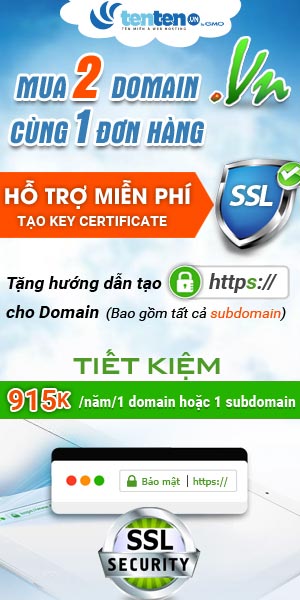 tenten.vn by GMO
TÊN MIỀN & WEB HOSTING
MUA 2 DOMAIN .Vn
CÙNG 1 ĐƠN HÀNG
HỖ TRỢ MIỄN PHÍ
TẠO KEY CERTIFICATE
SSL
Tặng hướng dẫn tạo https://
cho Domain (Bao gồm tất cả subdomain)
TIẾT KIỆM
915K /năm/1 domain hoặc 1 subdomain
Bảo mật https://
SSL
SECURITY